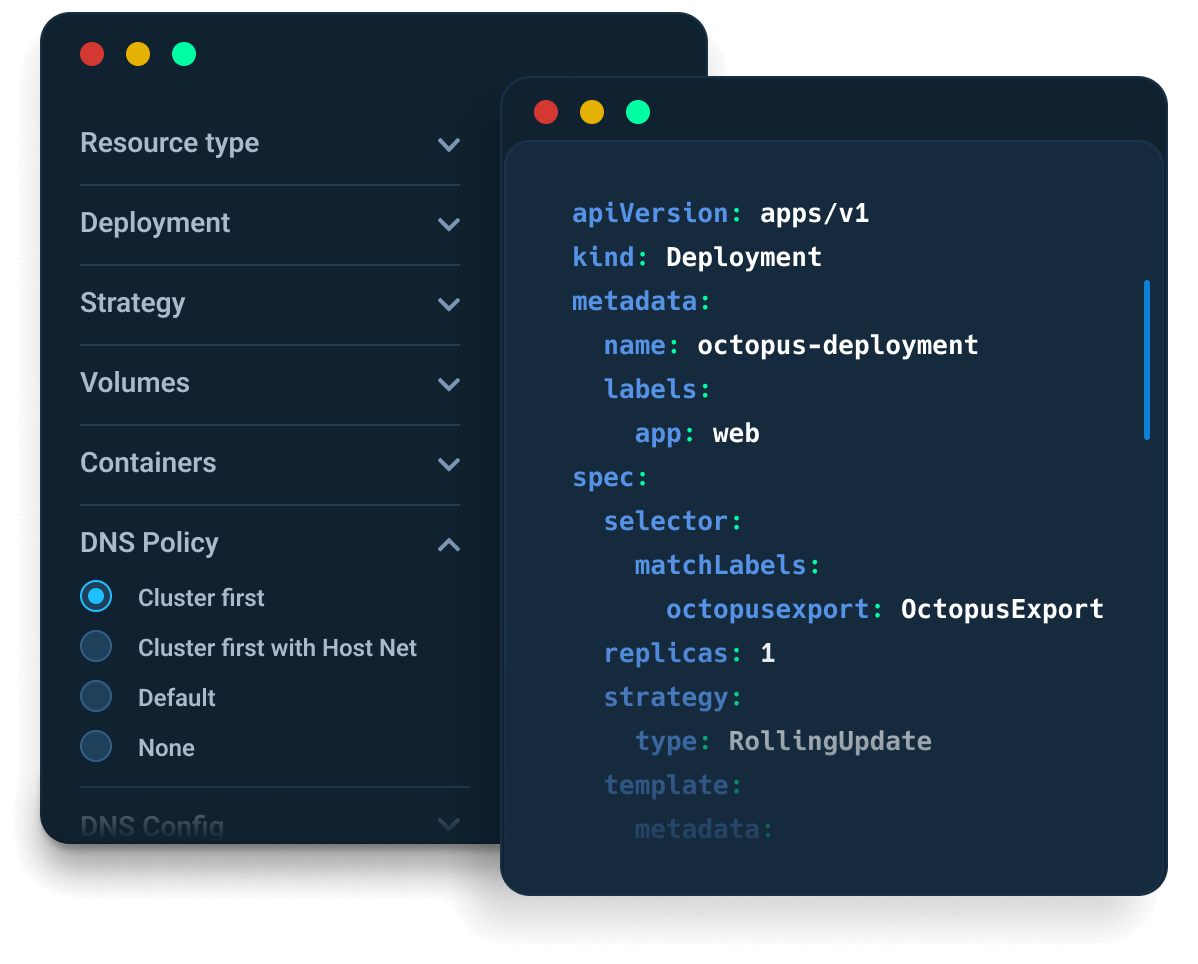 Resource type
Deployment
Strategy
Volumes
Containers
DNS Policy
Cluster first
Cluster first with Host Net
Default
None
DNS Config
apiVersion: apps/v1
kind: Deployment
metadata:
  name: octopus-deployment
  labels:
    app: web
spec:
  selector:
    matchLabels:
      octopusexport: OctopusExport
  replicas: 1
  strategy:
    type: RollingUpdate
  template:
    metadata: